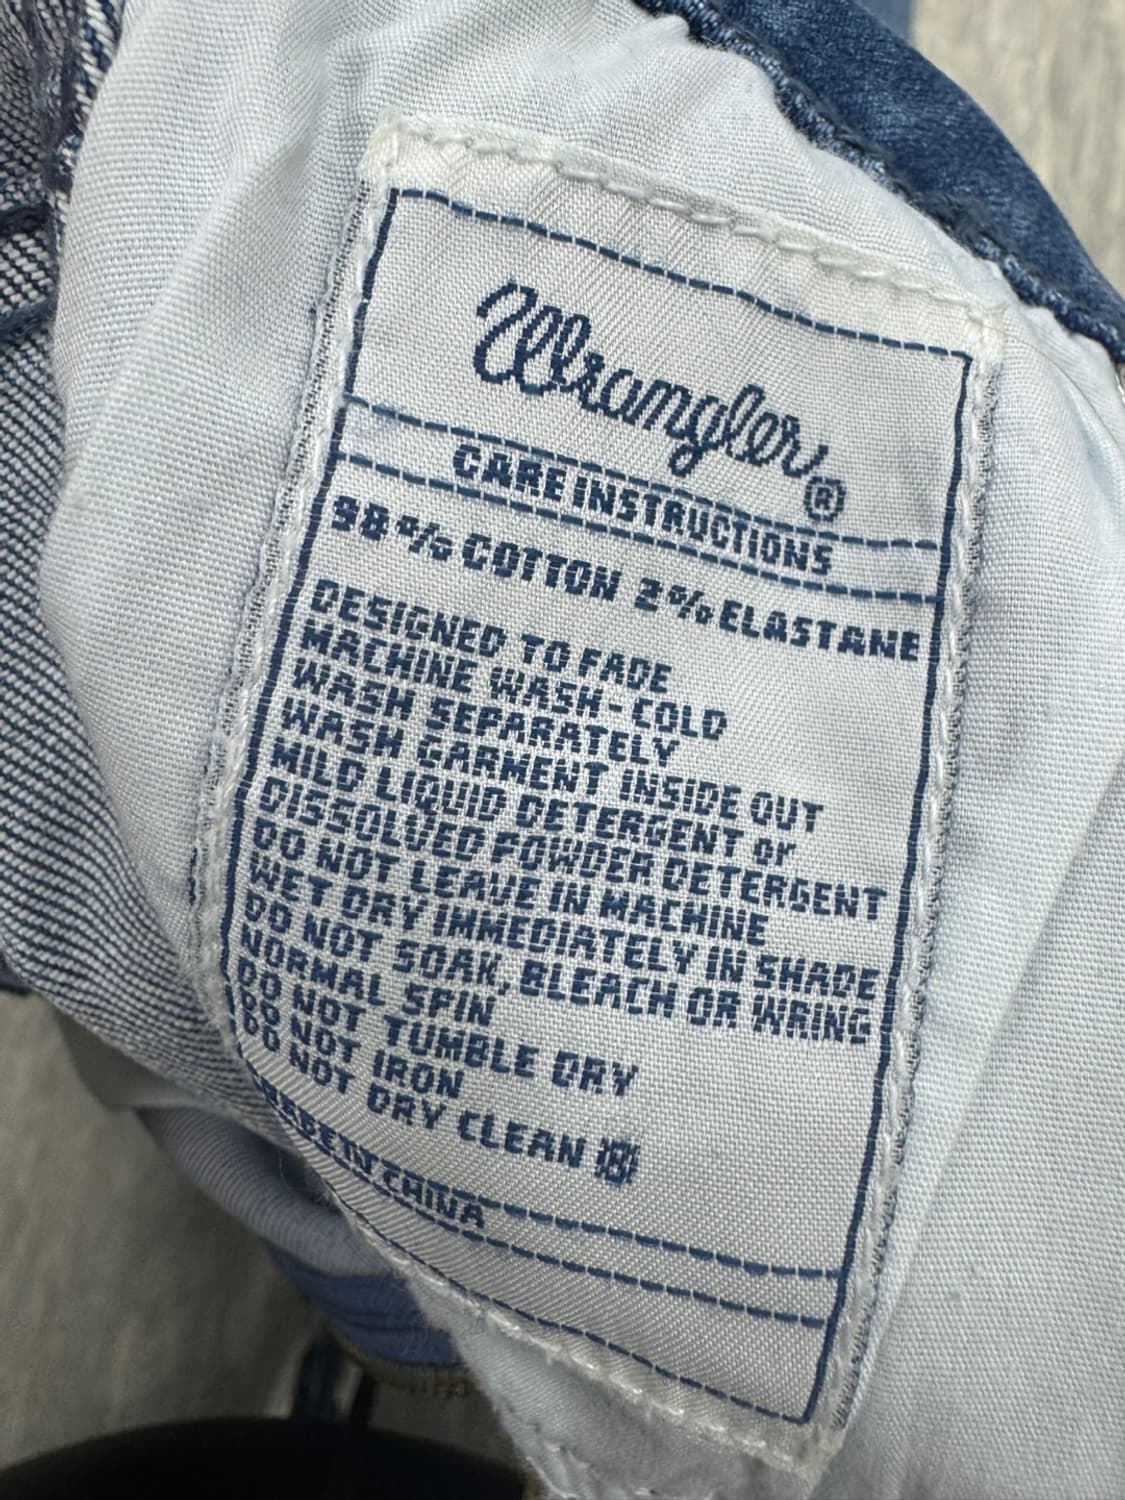 Wrangler®
CARE INSTRUCTIONS
98% COTTON 2% ELASTANE
DESIGNED TO FADE
MACHINE WASH-COLD
WASH SEPARATELY
WASH GARMENT INSIDE OUT
MILD LIQUID DETERGENT or
DISSOLVED POWDER DETERGENT
DO NOT LEAVE IN MACHINE
WET DRY IMMEDIATELY IN SHADE
DO NOT SOAK, BLEACH OR WRING
NORMAL SPIN
DO NOT TUMBLE DRY
DO NOT IRON
DO NOT DRY CLEAN
MADE IN CHINA